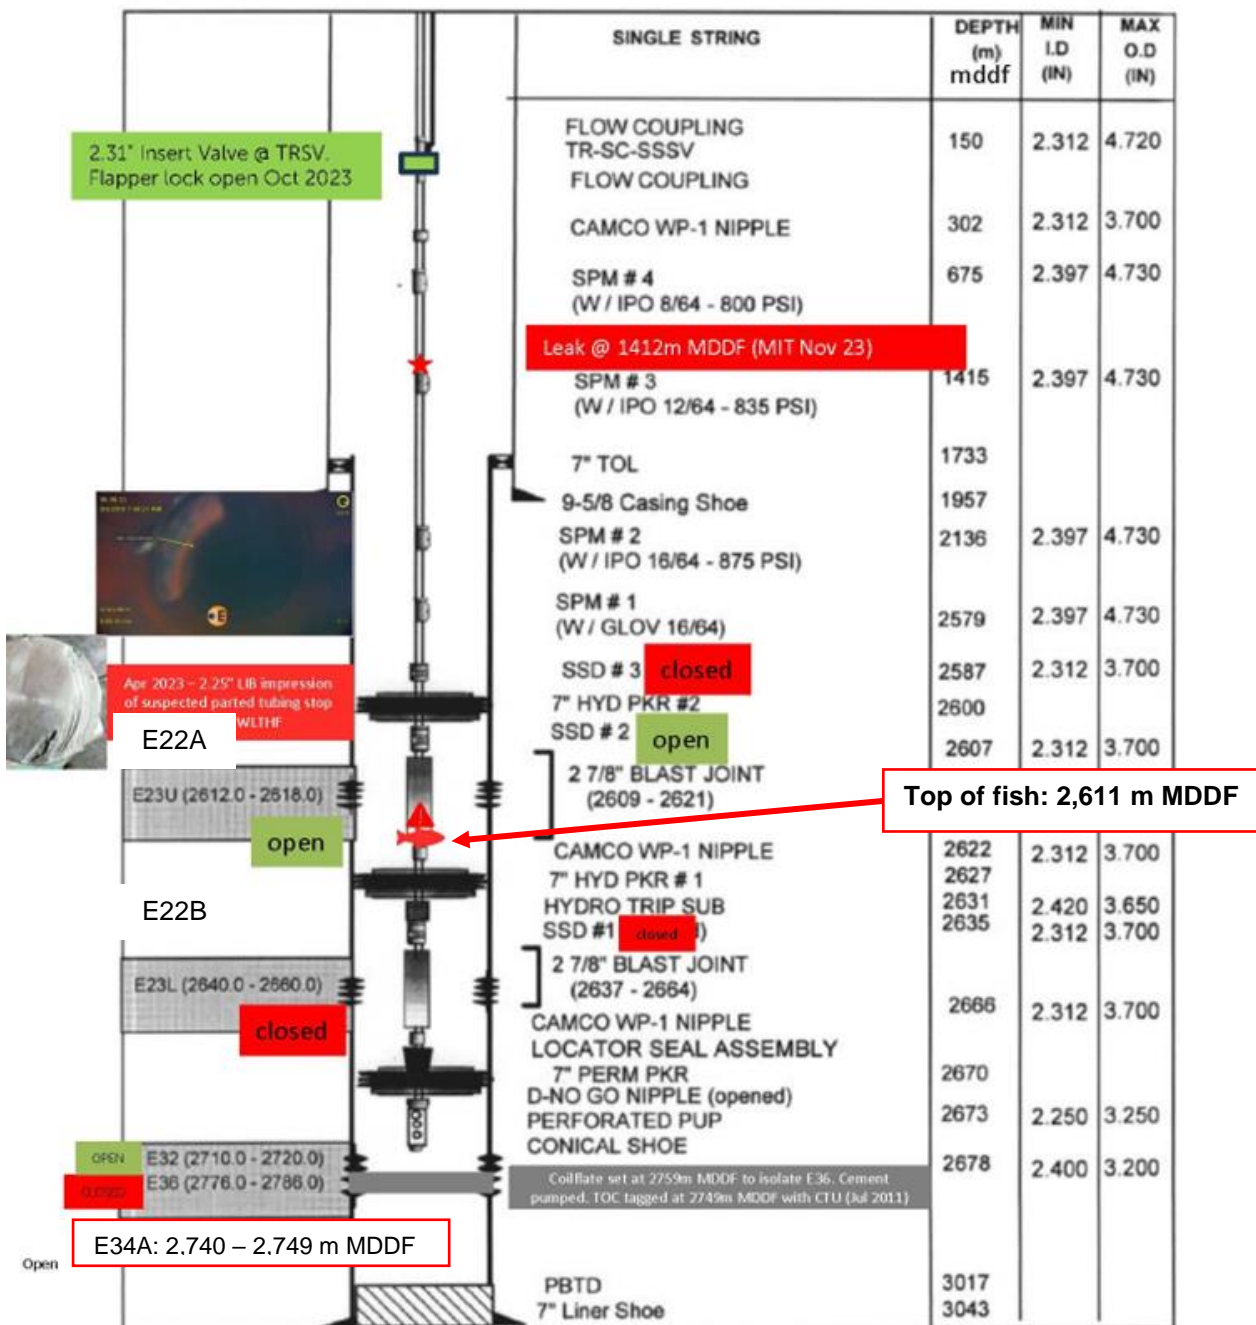 SINGLE STRING
DEPTH
(m)
mddf
MIN
I.D
(IN)
MAX
O.D
(IN)
2.31" Insert Valve @ TRSV.
Flapper lock open Oct 2023
FLOW COUPLING
TR-SC-SSSV 150 2.312 4.720
FLOW COUPLING
CAMCO WP-1 NIPPLE 302 2.312 3.700
SPM # 4 675 2.397 4.730
(W / IPO 8/64 - 800 PSI)
Leak @ 1412m MDDF (MIT Nov 23)
SPM # 3 1415 2.397 4.730
(W / IPO 12/64 - 835 PSI)
7" TOL 1733
9-5/8 Casing Shoe 1957
SPM # 2 2136 2.397 4.730
(W / IPO 16/64 - 875 PSI)
SPM # 1
(W / GLOV 16/64) 2579 2.397 4.730
SSD # 3 closed 2587 2.312 3.700
Apr 2023 – 2.25" LIB impression
of suspected parted tubing stop
WLTHF
7" HYD PKR #2 2600
E22A
SSD # 2 open 2607 2.312 3.700
2 7/8" BLAST JOINT
(2609 - 2621)
E23U (2612.0 - 2618.0)
open
Top of fish: 2,611 m MDDF
CAMCO WP-1 NIPPLE 2622 2.312 3.700
7" HYD PKR # 1 2627
E22B
HYDRO TRIP SUB 2631 2.420 3.650
SSD #1 closed ) 2635 2.312 3.700
2 7/8" BLAST JOINT
(2637 - 2664)
E23L (2640.0 - 2660.0)
closed
CAMCO WP-1 NIPPLE 2666 2.312 3.700
LOCATOR SEAL ASSEMBLY
7" PERM PKR 2670
D-NO GO NIPPLE (opened)
PERFORATED PUP 2673 2.250 3.250
CONICAL SHOE 2678 2.400 3.200
OPEN E32 (2710.0 - 2720.0)
CLOSED E36 (2776.0 - 2786.0)
Coilflate set at 2759m MDDF to isolate E36. Cement
pumped. TOC tagged at 2749m MDDF with CTU (Jul 2011)
E34A: 2,740 – 2,749 m MDDF
Open
PBTD 3017
7" Liner Shoe 3043